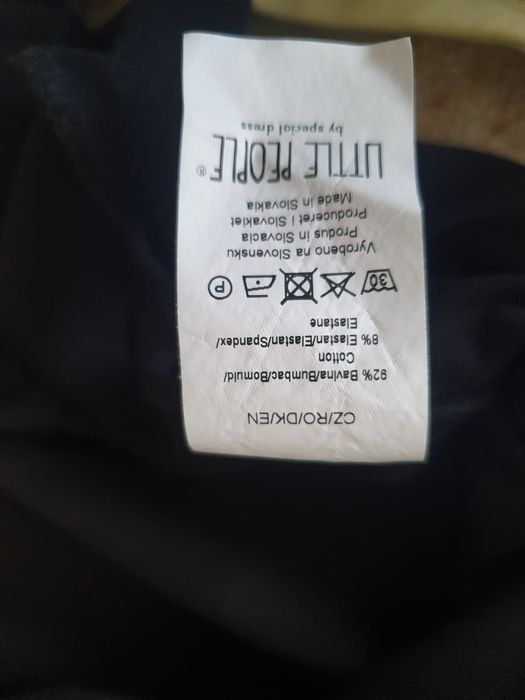 CZ/RO/DK/EN
92% Bavlna/Bumbac/Bomuld/
Cotton
8% Elastan/Elastan/Spandex/
Elastane
30
P
Vyrobeno na Slovensku
Produs in Slovacia
Produceret i Slovakiet
Made in Slovakia
LITTLE PEOPLE®
by special dress